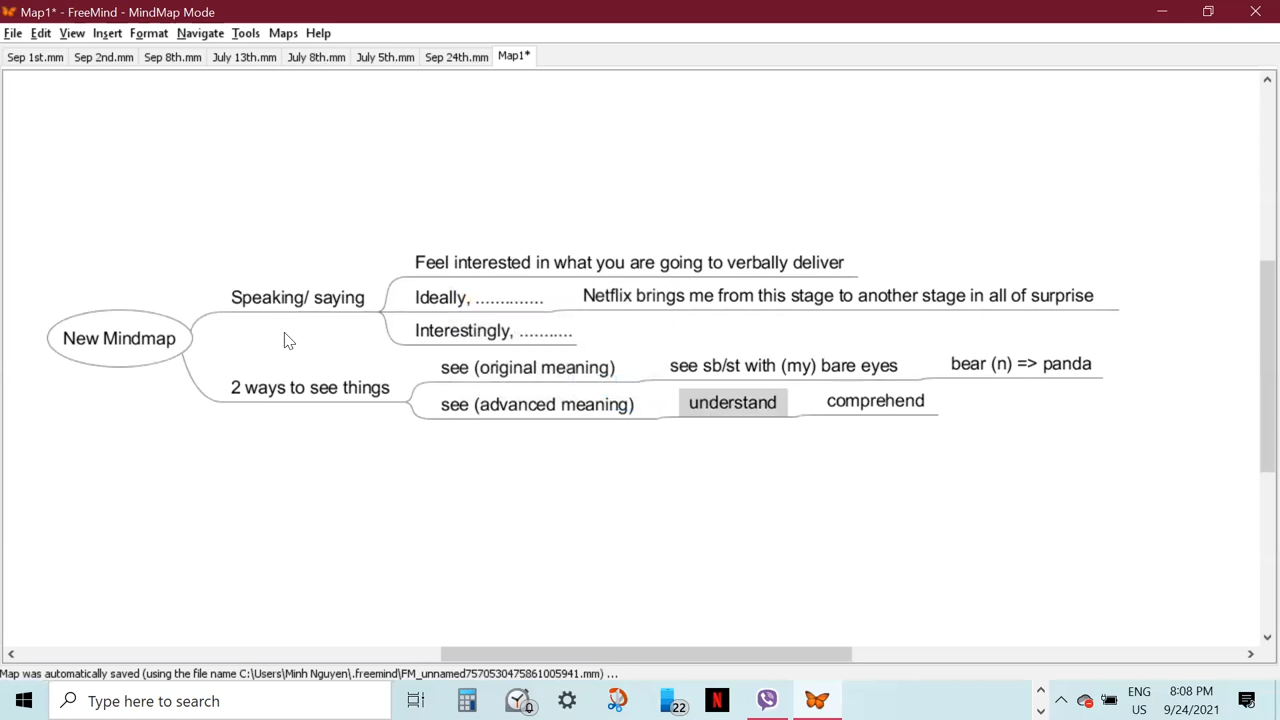 Map1* - FreeMind - MindMap Mode
File Edit View Insert Format Navigate Tools Maps Help
Sep 1st.mm Sep 2nd.mm Sep 8th.mm July 13th.mm July 8th.mm July 5th.mm Sep 24th.mm Map1*
Feel interested in what you are going to verbally deliver
Speaking/ saying
Ideally, ..............
Netflix brings me from this stage to another stage in all of surprise
Interestingly, ...........
New Mindmap
2 ways to see things
see (original meaning)
see sb/st with (my) bare eyes
bear (n) => panda
see (advanced meaning)
understand
comprehend
Map was automatically saved (using the file name C:\Users\Minh Nguyen\.freemind\FM_unnamed7570530475861005941.mm) ...
Type here to search
0
22
N
ENG
US
8:08 PM
9/24/2021